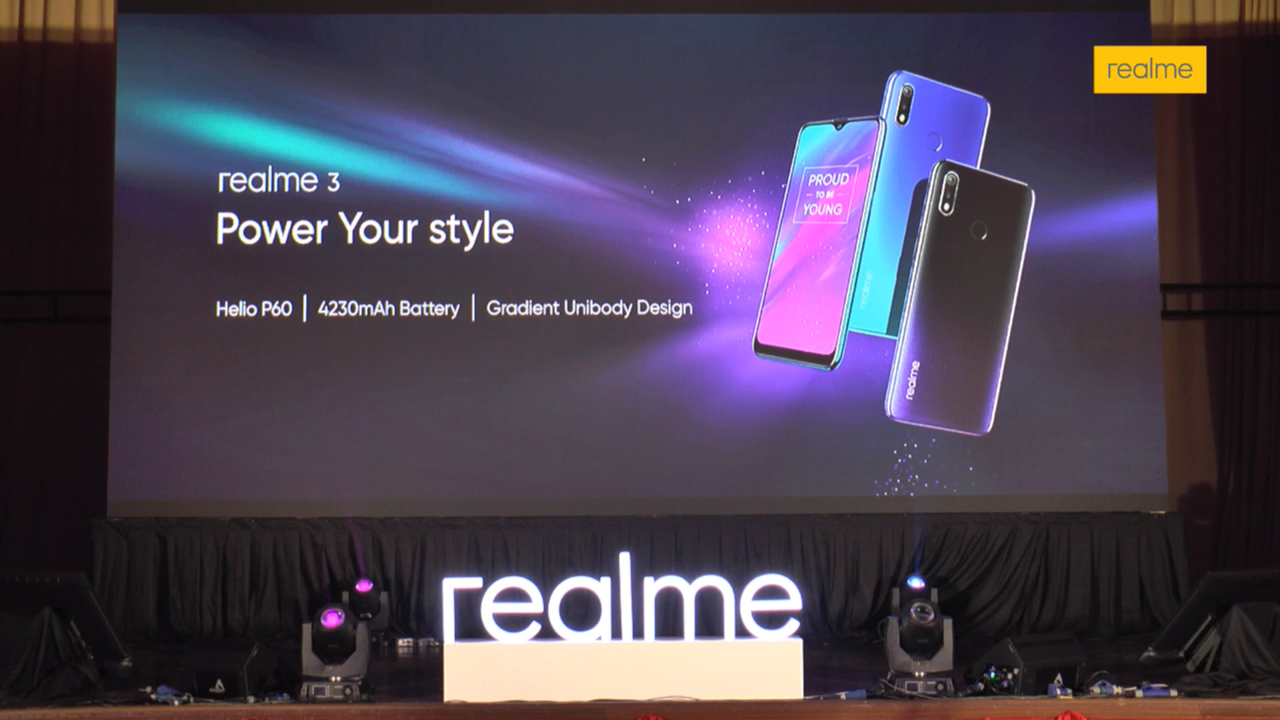 realme
realme 3
Power Your style
Helio P60 | 4230mAh Battery | Gradient Unibody Design
PROUD
TO BE
YOUNG
realme
realme
realme